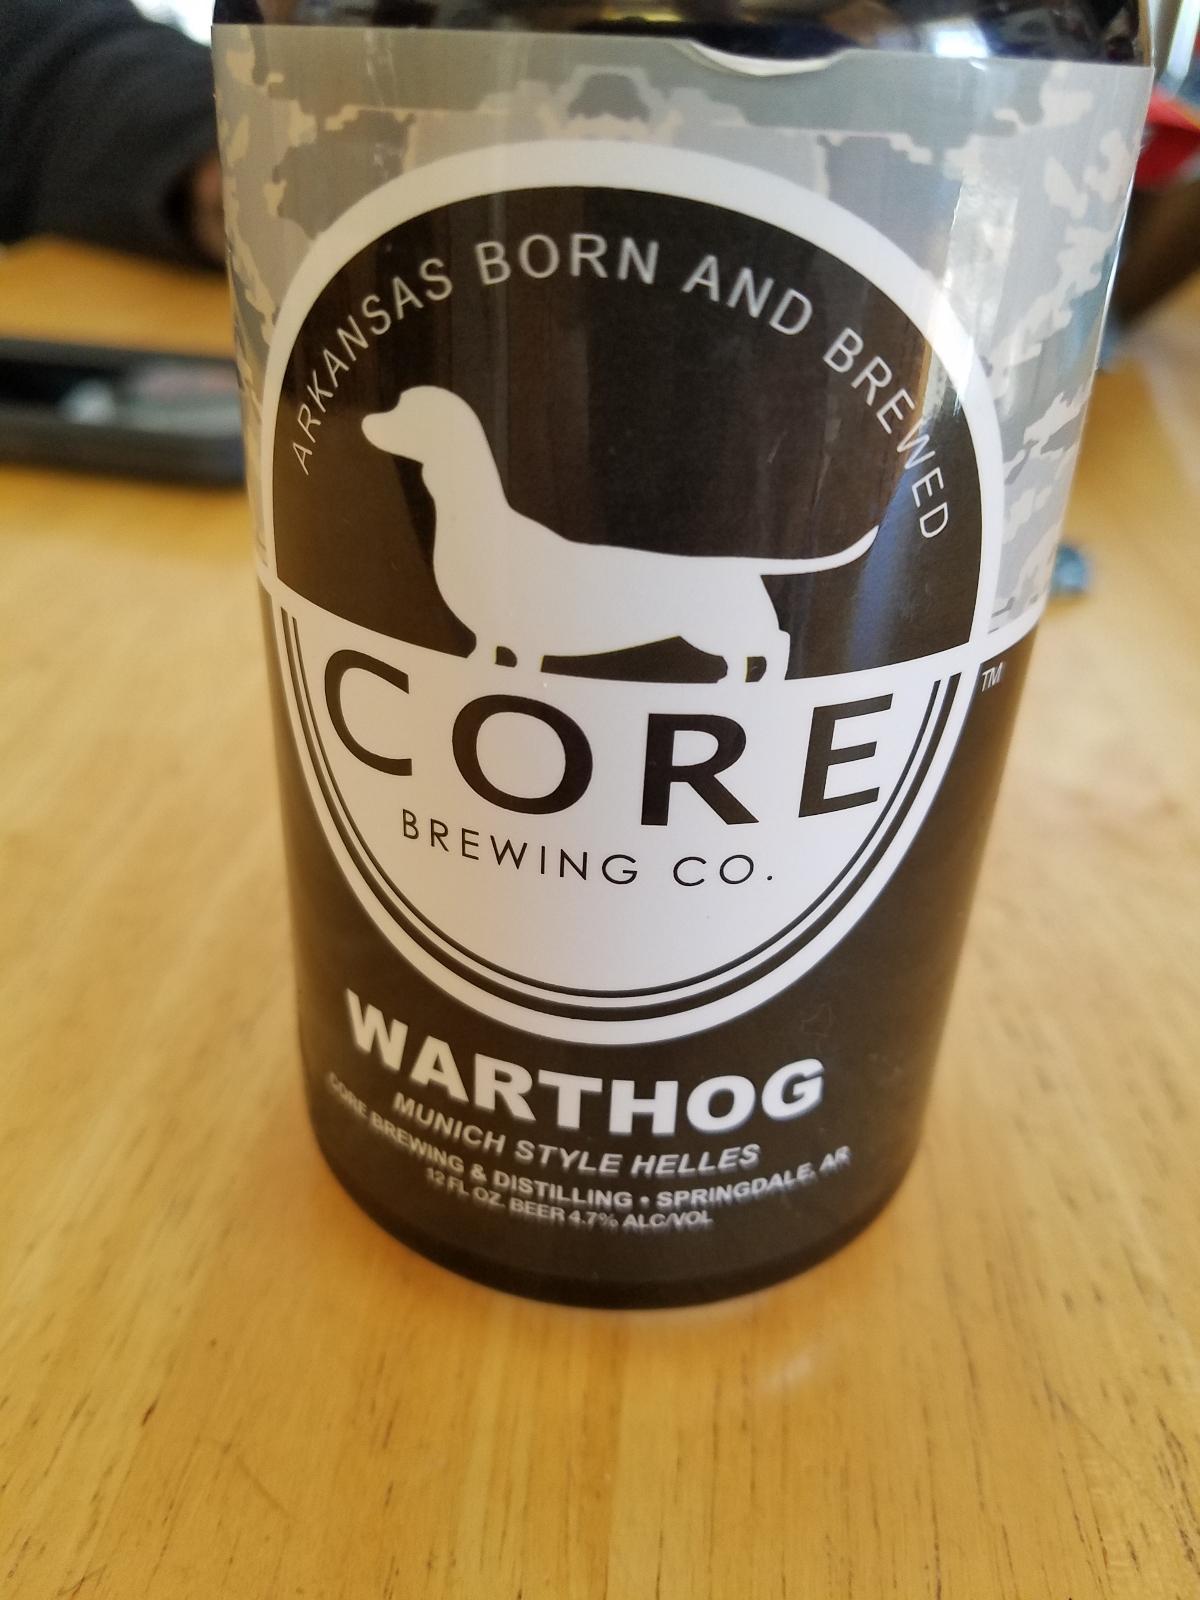 ARKANSAS BORN AND BREWED
CORE
TM
BREWING CO.
WARTHOG
MUNICH STYLE HELLES
CORE BREWING & DISTILLING • SPRINGDALE, AR
12 FL OZ. BEER 4.7% ALC/VOL